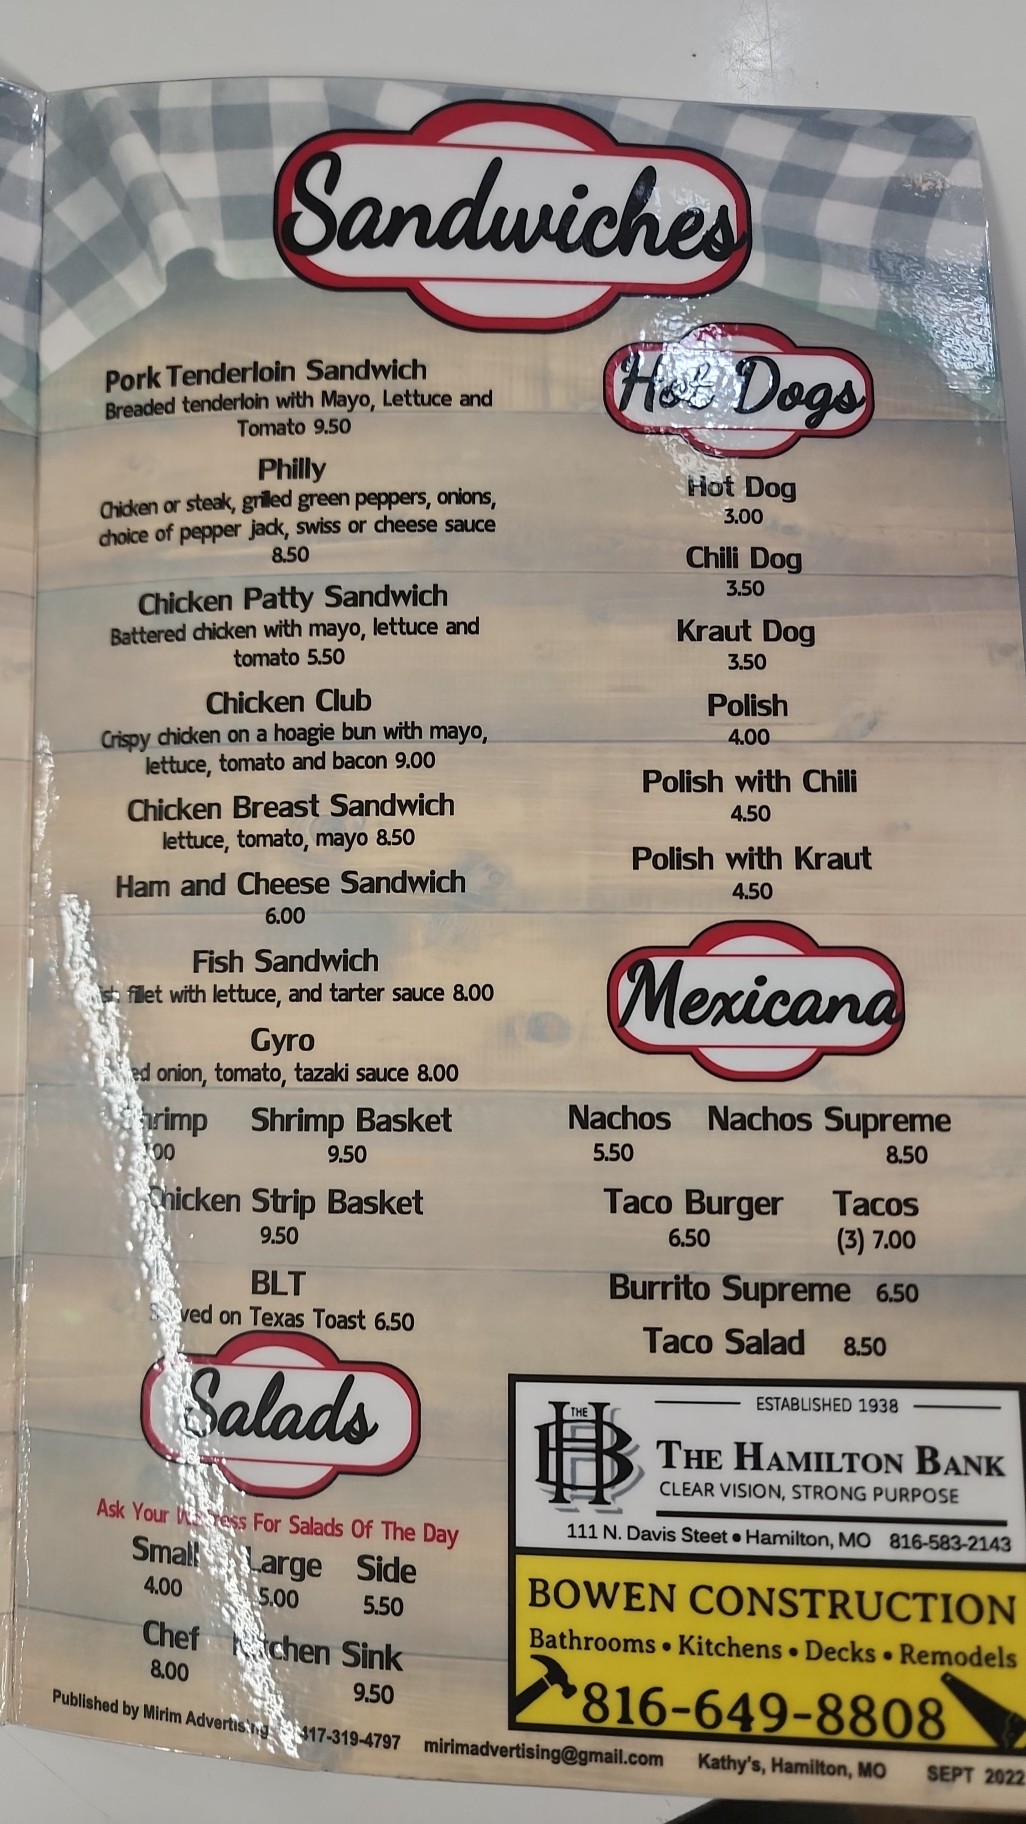 Sandwiches
Pork Tenderloin Sandwich
Breaded tenderloin with Mayo, Lettuce and
Tomato 9.50
Philly
Chicken or steak, grilled green peppers, onions,
choice of pepper jack, swiss or cheese sauce
8.50
Chicken Patty Sandwich
Battered chicken with mayo, lettuce and
tomato 5.50
Chicken Club
Crispy chicken on a hoagie bun with mayo,
lettuce, tomato and bacon 9.00
Chicken Breast Sandwich
lettuce, tomato, mayo 8.50
Ham and Cheese Sandwich
6.00
Fish Sandwich
fillet with lettuce, and tarter sauce 8.00
Gyro
onion, tomato, tazaki sauce 8.00
Shrimp Shrimp Basket
9.50
Chicken Strip Basket
9.50
BLT
Served on Texas Toast 6.50
Salads
Ask Your Waitress For Salads Of The Day
Small Large Side
4.00 5.00 5.50
Chef Kitchen Sink
8.00 9.50
Hot Dogs
Hot Dog
3.00
Chili Dog
3.50
Kraut Dog
3.50
Polish
4.00
Polish with Chili
4.50
Polish with Kraut
4.50
Mexicana
Nachos Nachos Supreme
5.50 8.50
Taco Burger Tacos
6.50 (3) 7.00
Burrito Supreme 6.50
Taco Salad 8.50
THE HB
ESTABLISHED 1938
THE HAMILTON BANK
CLEAR VISION, STRONG PURPOSE
111 N. Davis Steet • Hamilton, MO 816-583-2143
BOWEN CONSTRUCTION
Bathrooms • Kitchens • Decks • Remodels
816-649-8808
Published by Mirim Advertising 417-319-4797 mirimadvertising@gmail.com Kathy's, Hamilton, MO SEPT 2022